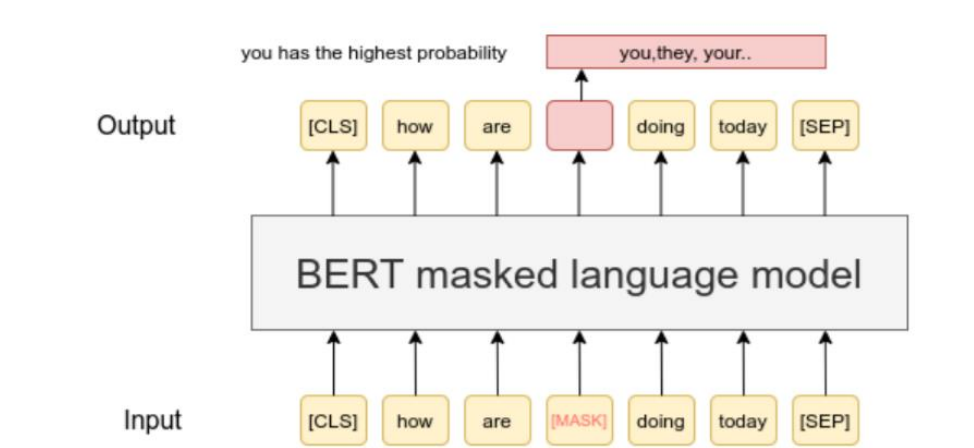 you has the highest probability you,they, your..
Output [CLS] how are doing today [SEP]
BERT masked language model
Input [CLS] how are [MASK] doing today [SEP]